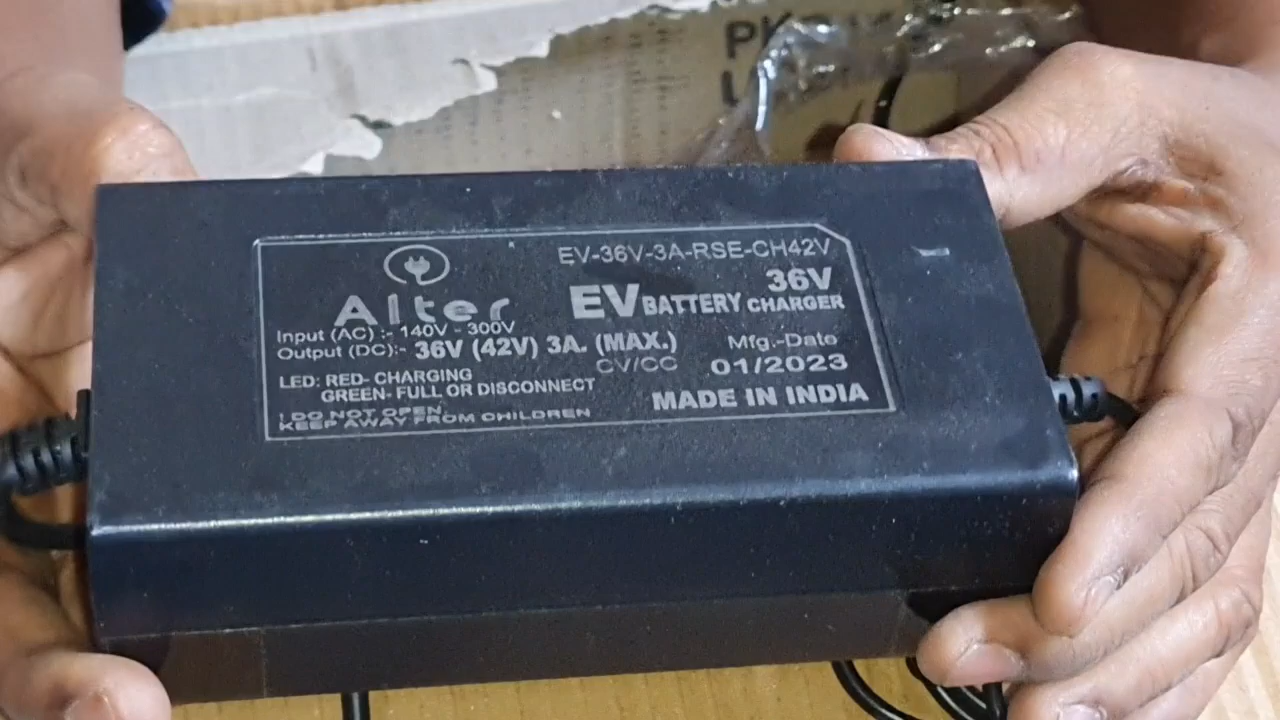 Alter
EV-36V-3A-RSE-CH42V
36V
EV BATTERY CHARGER
Input (AC) :- 140V - 300V
Output (DC):- 36V (42V) 3A. (MAX.)
CV/CC
Mfg.-Date
01/2023
LED: RED- CHARGING
GREEN- FULL OR DISCONNECT
! DO NOT OPEN
KEEP AWAY FROM CHILDREN
MADE IN INDIA